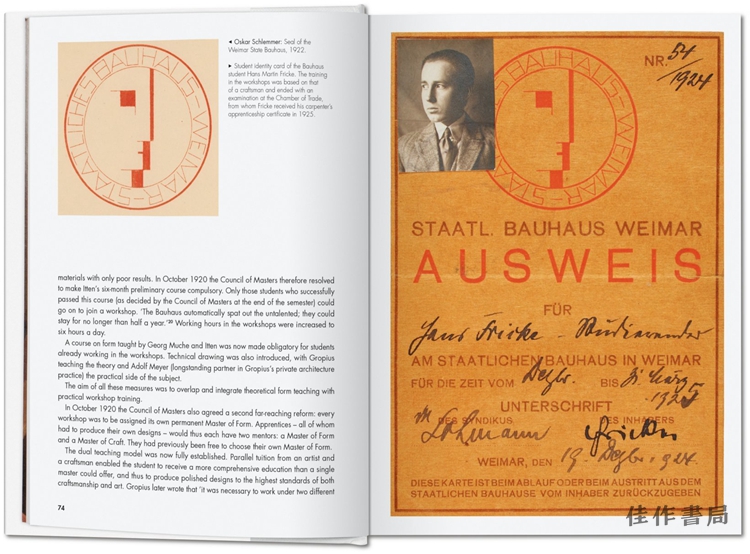 ◄ Oskar Schlemmer: Seal of the
Weimar State Bauhaus, 1922.
► Student identity card of the Bauhaus
student Hans Martin Fricke. The training
in the workshops was based on that
of a craftsman and ended with an
examination at the Chamber of Trade,
from whom Fricke received his carpenter's
apprenticeship certificate in 1925.
STAATLICHES BAUHAUS-WEIMAR
materials with only poor results. In October 1920 the Council of Masters therefore resolved
to make Itten's six-month preliminary course compulsory. Only those students who successfully
passed this course (as decided by the Council of Masters at the end of the semester) could
go on to join a workshop. 'The Bauhaus automatically spat out the untalented; they could
stay for no longer than half a year.' Working hours in the workshops were increased to
six hours a day.
A course on form taught by Georg Muche and Itten was now made obligatory for students
already working in the workshops. Technical drawing was also introduced, with Gropius
teaching the theory and Adolf Meyer (longstanding partner in Gropius's private architecture
practice) the practical side of the subject.
The aim of all these measures was to overlap and integrate theoretical form teaching with
practical workshop training.
In October 1920 the Council of Masters also agreed a second far-reaching reform: every
workshop was to be assigned its own permanent Master of Form. Apprentices – all of whom
had to produce their own designs – would thus each have two mentors: a Master of Form
and a Master of Craft. They had previously been free to choose their own Master of Form.
The dual teaching model was now fully established. Parallel tuition from an artist and
a craftsman enabled the student to receive a more comprehensive education than a single
master could offer, and thus to produce polished designs to the highest standards of both
craftsmanship and art. Gropius later wrote that 'it was necessary to work under two different
74
NR. 54/1924
BAUHAUS-WEIMAR-STAA
STAATL. BAUHAUS WEIMAR
AUSWEIS
FÜR
Hans Fricke - Studierender
AM STAATLICHEN BAUHAUS IN WEIMAR
FÜR DIE ZEIT VOM Dezbr. BIS 31. März
1925
UNTERSCHRIFT
DES SYNDIKUS DES INHABERS
Fricke
WEIMAR, DEN 19. Dezbr. 1924.
DIESE KARTE IST BEIM ABLAUF ODER BEIM AUSTRITT AUS DEM
STAATLICHEN BAUHAUSE VOM INHABER ZURÜCKZUGEBEN
佳作書局